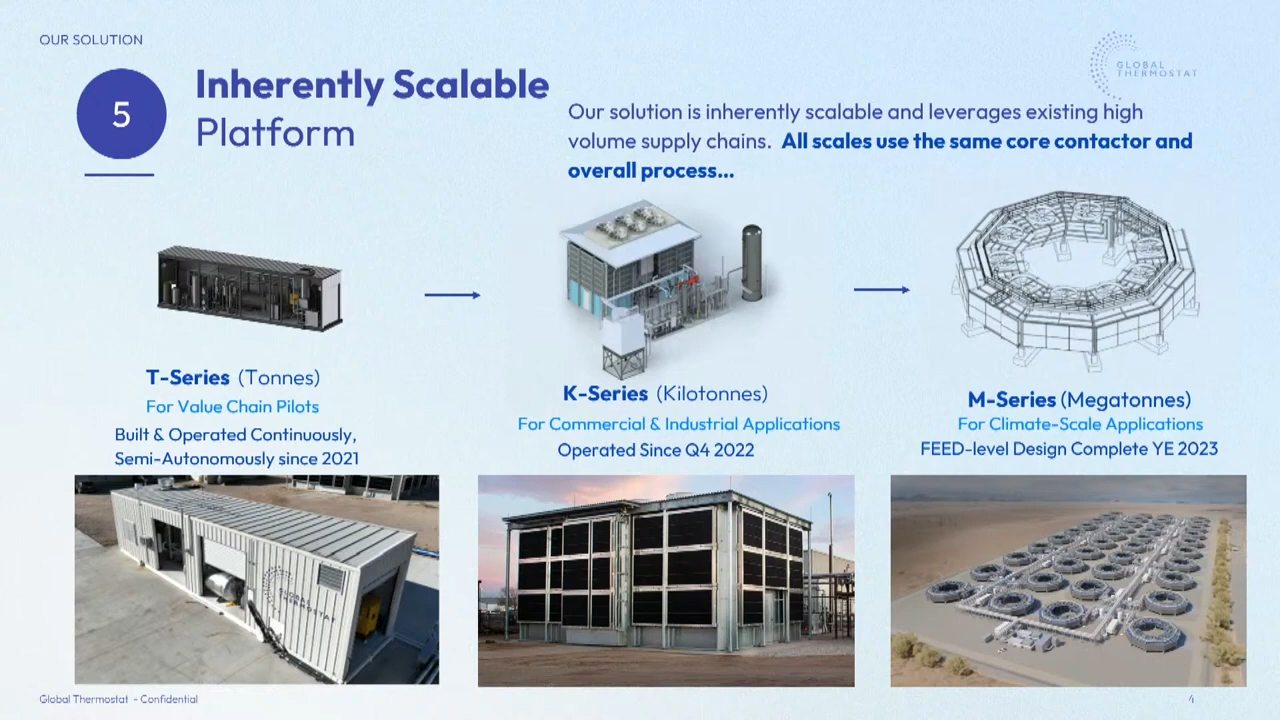 OUR SOLUTION
GLOBAL
THERMOSTAT
5
Inherently Scalable
Platform
Our solution is inherently scalable and leverages existing high
volume supply chains. All scales use the same core contactor and
overall process...
T-Series (Tonnes)
For Value Chain Pilots
Built & Operated Continuously,
Semi-Autonomously since 2021
K-Series (Kilotonnes)
For Commercial & Industrial Applications
Operated Since Q4 2022
M-Series (Megatonnes)
For Climate-Scale Applications
FEED-level Design Complete YE 2023
GLOBAL
THERMOSTAT
Global Thermostat - Confidential
4